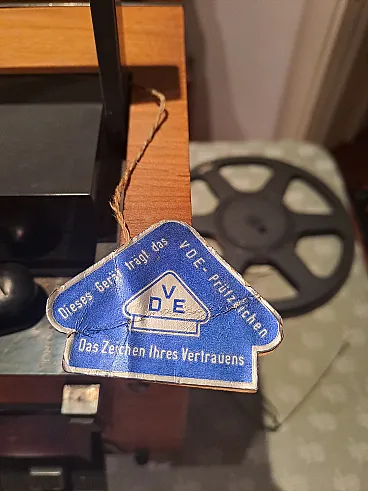 Dieses Gerät trägt das VDE-Prüfzeichen
VDE
Das Zeichen Ihres Vertrauens